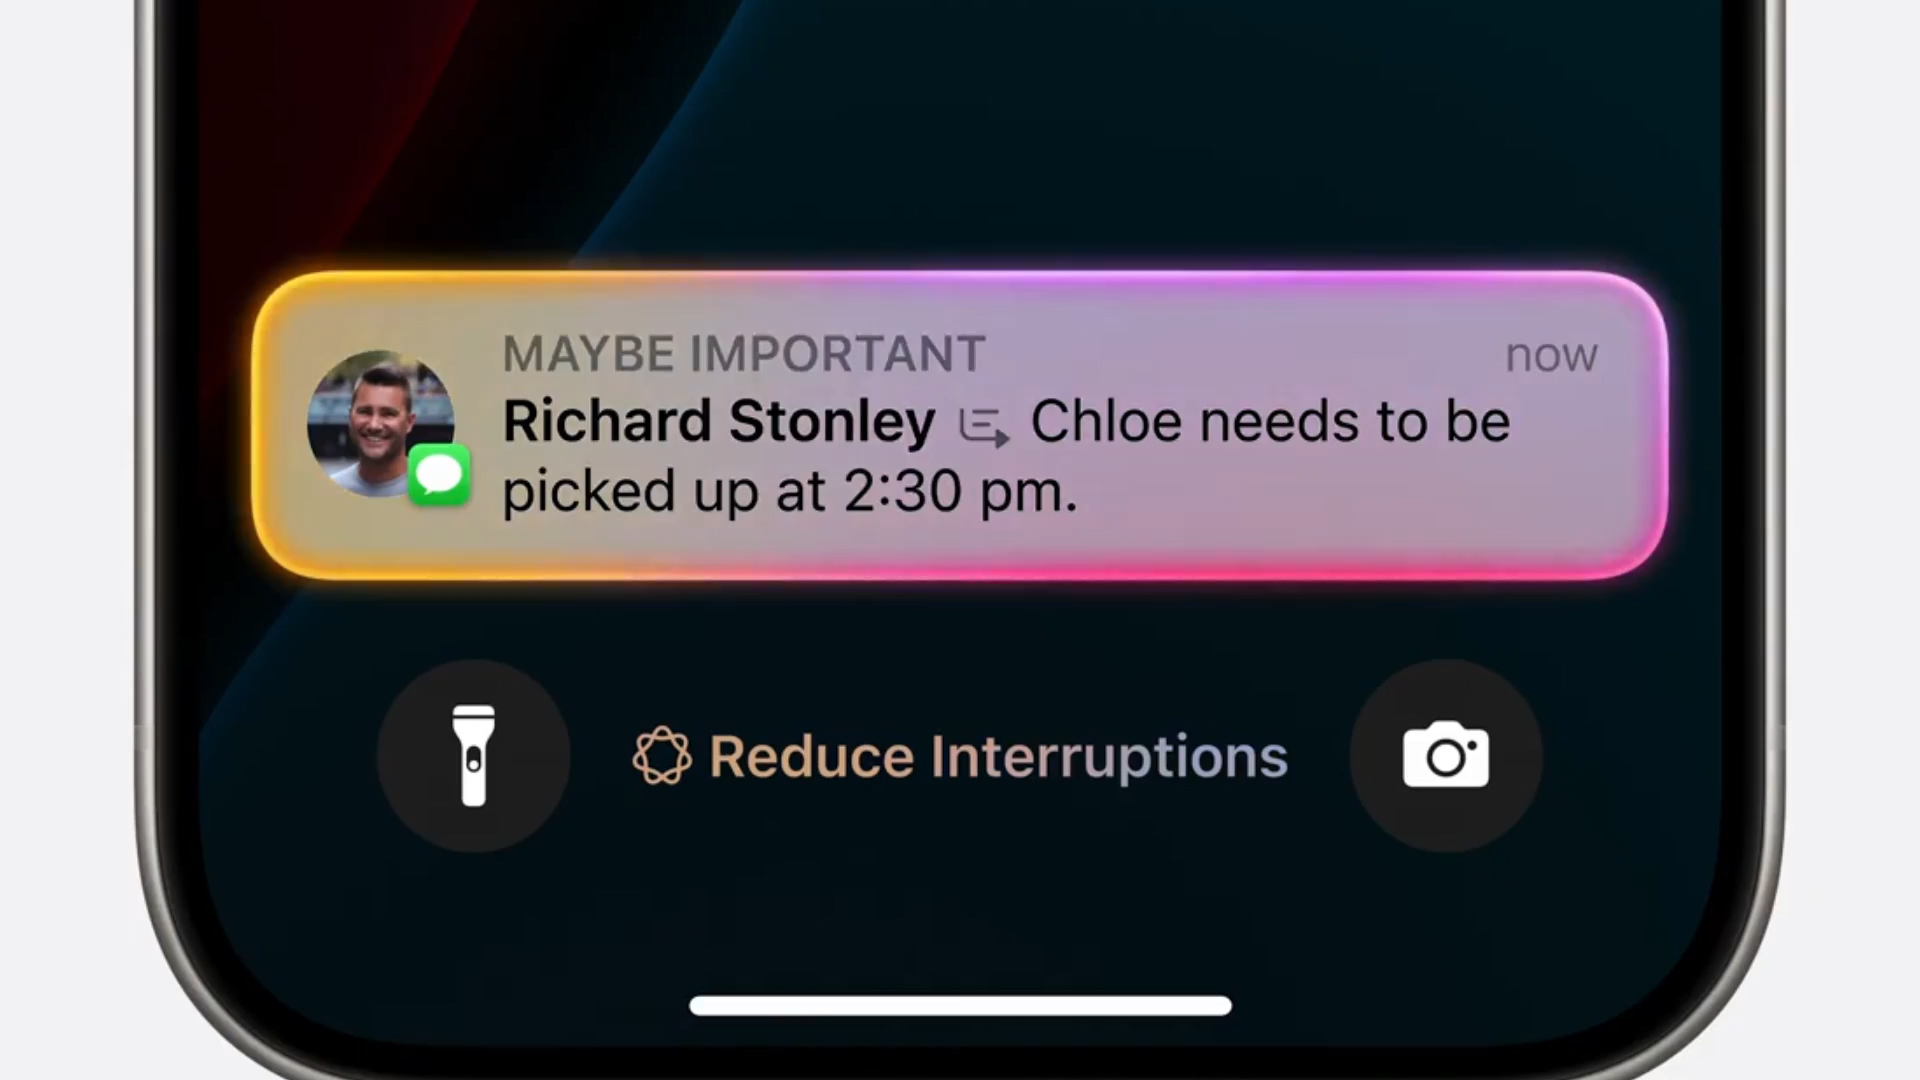 MAYBE IMPORTANT
now
Richard Stonley Chloe needs to be
picked up at 2:30 pm.
Reduce Interruptions